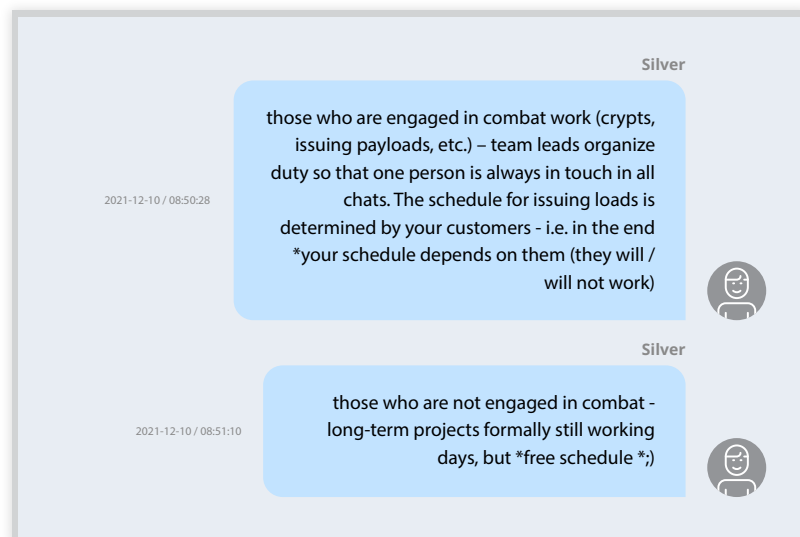 Silver
those who are engaged in combat work (crypts,
issuing payloads, etc.) – team leads organize
duty so that one person is always in touch in all
chats. The schedule for issuing loads is
determined by your customers - i.e. in the end
*your schedule depends on them (they will /
will not work)
2021-12-10 / 08:50:28
Silver
those who are not engaged in combat -
long-term projects formally still working
days, but *free schedule *;)
2021-12-10 / 08:51:10